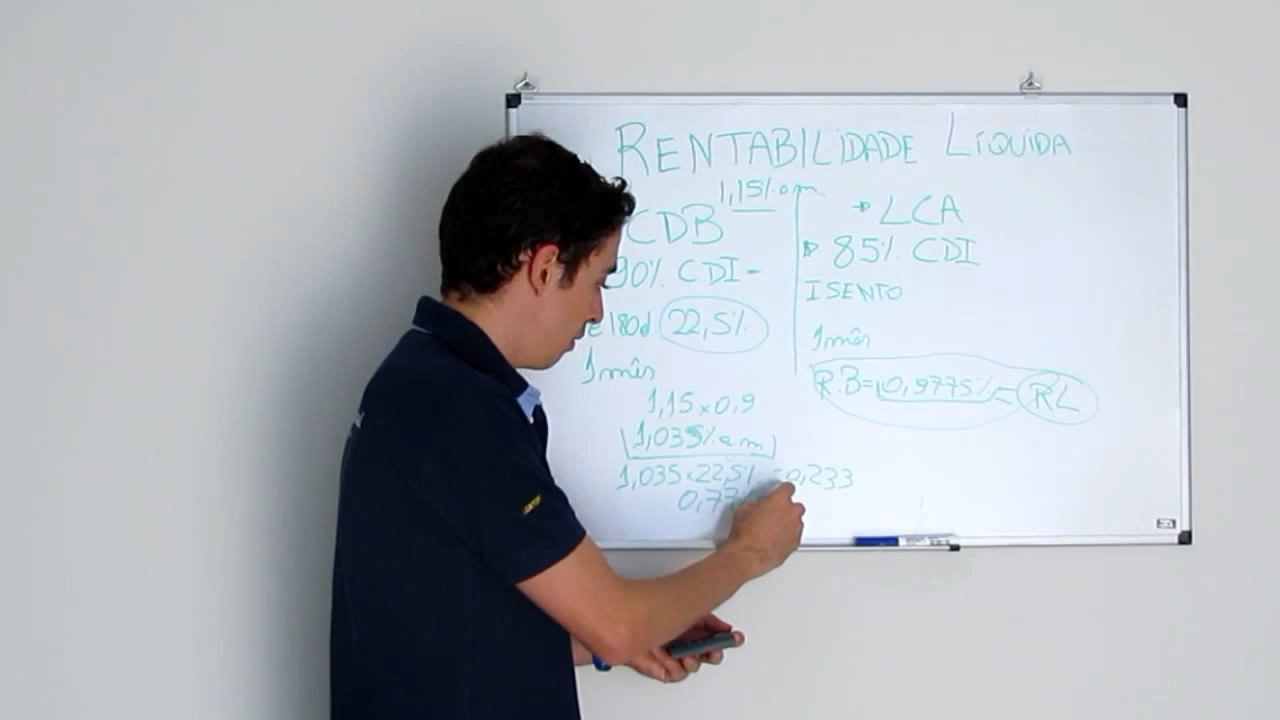 RENTABILIDADE LÍQUIDA
1,15% a.m.
CDB
90% CDI -
180d. 22,5%
1 mês
1,15 x 0,9
1,035% a.m
1,035 x 22,5% = 0,233
LCA
85% CDI
ISENTO
1 mês
R.B = 0,9775% = RL